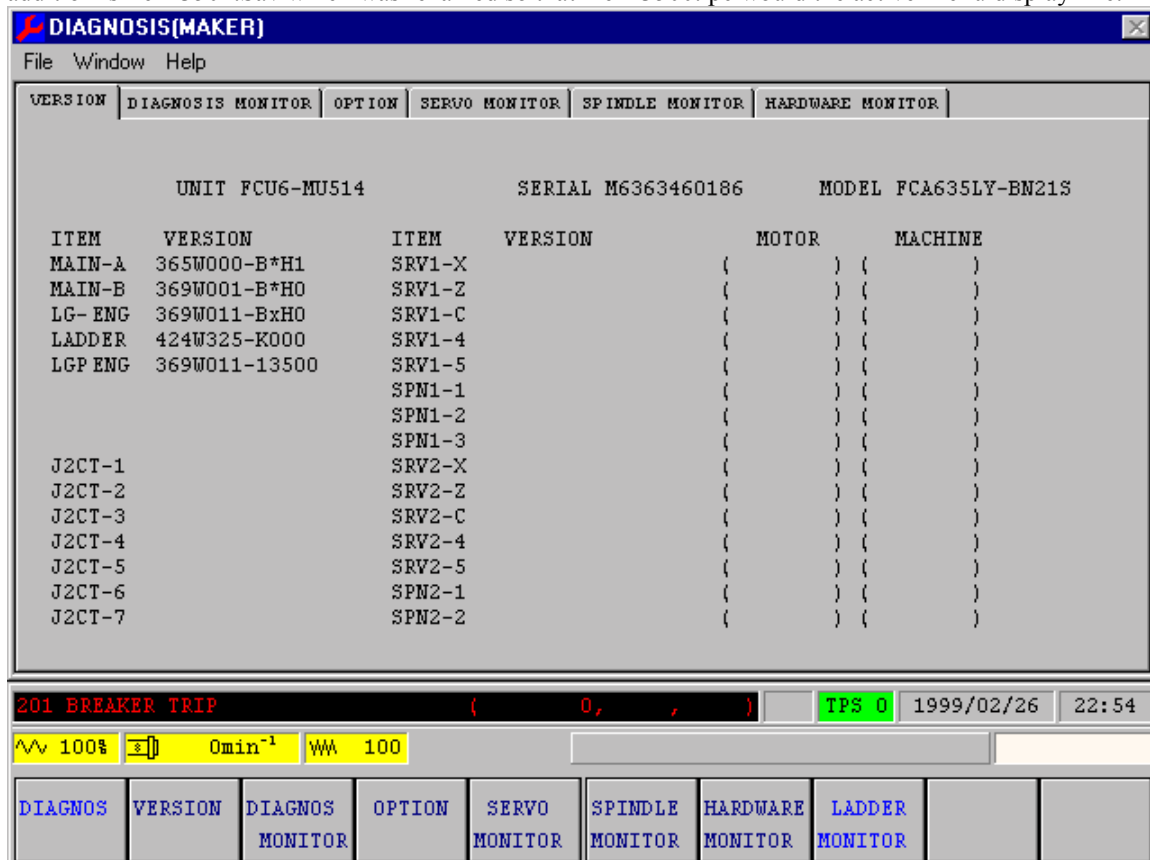 DIAGNOSIS(MAKER)
File Window Help
VERSION DIAGNOSIS MONITOR OPTION SERVO MONITOR SPINDLE MONITOR HARDWARE MONITOR
UNIT FCU6-MU514 SERIAL M6363460186 MODEL FCA635LY-BN21S
ITEM VERSION ITEM VERSION MOTOR MACHINE
MAIN-A 365W000-B*H1 SRV1-X ( ) ( )
MAIN-B 369W001-B*H0 SRV1-Z ( ) ( )
LG-ENG 369W011-BxH0 SRV1-C ( ) ( )
LADDER 424W325-K000 SRV1-4 ( ) ( )
LGP ENG 369W011-13500 SRV1-5 ( ) ( )
SPN1-1 ( ) ( )
SPN1-2 ( ) ( )
SPN1-3 ( ) ( )
J2CT-1 SRV2-X ( ) ( )
J2CT-2 SRV2-Z ( ) ( )
J2CT-3 SRV2-C ( ) ( )
J2CT-4 SRV2-4 ( ) ( )
J2CT-5 SRV2-5 ( ) ( )
J2CT-6 SPN2-1 ( ) ( )
J2CT-7 SPN2-2 ( ) ( )
201 BREAKER TRIP ( 0, , ) TPS 0 1999/02/26 22:54
100% 0min⁻¹ 100
DIAGNOS VERSION DIAGNOS MONITOR OPTION SERVO MONITOR SPINDLE MONITOR HARDWARE MONITOR LADDER MONITOR